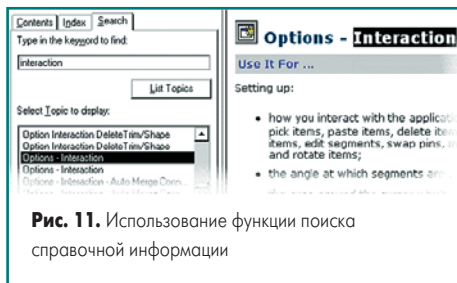 Contents Index Search
Type in the keyword to find:
interaction
List Topics
Select Topic to display:
Option Interaction DeleteTrim/Shape
Option Interaction DeleteTrim/Shape
Options - Interaction
Options - Interaction
Options - Interaction - Auto Merge Conn...
Options - Interaction
Use It For ...
Setting up:
• how you interact with the applicat
pick items, paste items, delete item
items, edit segments, swap pins, m
and rotate items;
• the angle at which segments are
Рис. 11. Использование функции поиска
справочной информации